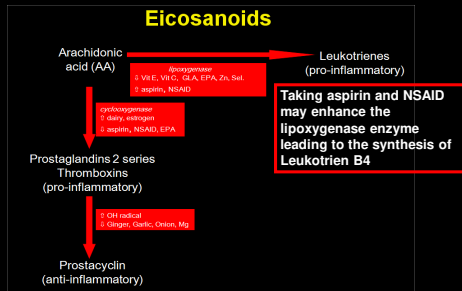 Eicosanoids
Arachidonic
acid (AA)
lipoxygenase
⇩ Vit E, Vit C, GLA, EPA, Zn, Sel.
⇧ aspirin, NSAID
Leukotrienes
(pro-inflammatory)
Taking aspirin and NSAID
may enhance the
lipoxygenase enzyme
leading to the synthesis of
Leukotrien B4
cyclooxygenase
⇧ dairy, estrogen
⇩ aspirin, NSAID, EPA
Prostaglandins 2 series
Thromboxins
(pro-inflammatory)
⇧ OH radical
⇩ Ginger, Garlic, Onion, Mg
Prostacyclin
(anti-inflammatory)